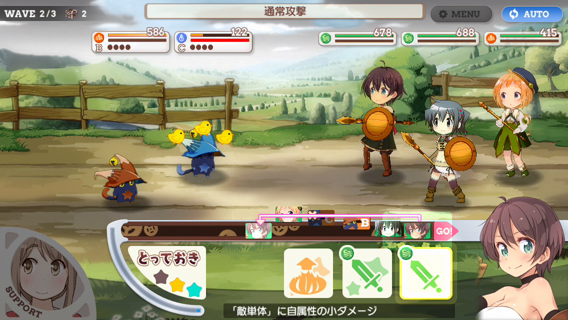 WAVE 2/3 2
通常攻撃
MENU
AUTO
586
B
122
C
678
688
415
B
GO!
とっておき
SUPPORT
「敵単体」に自属性の小ダメージ